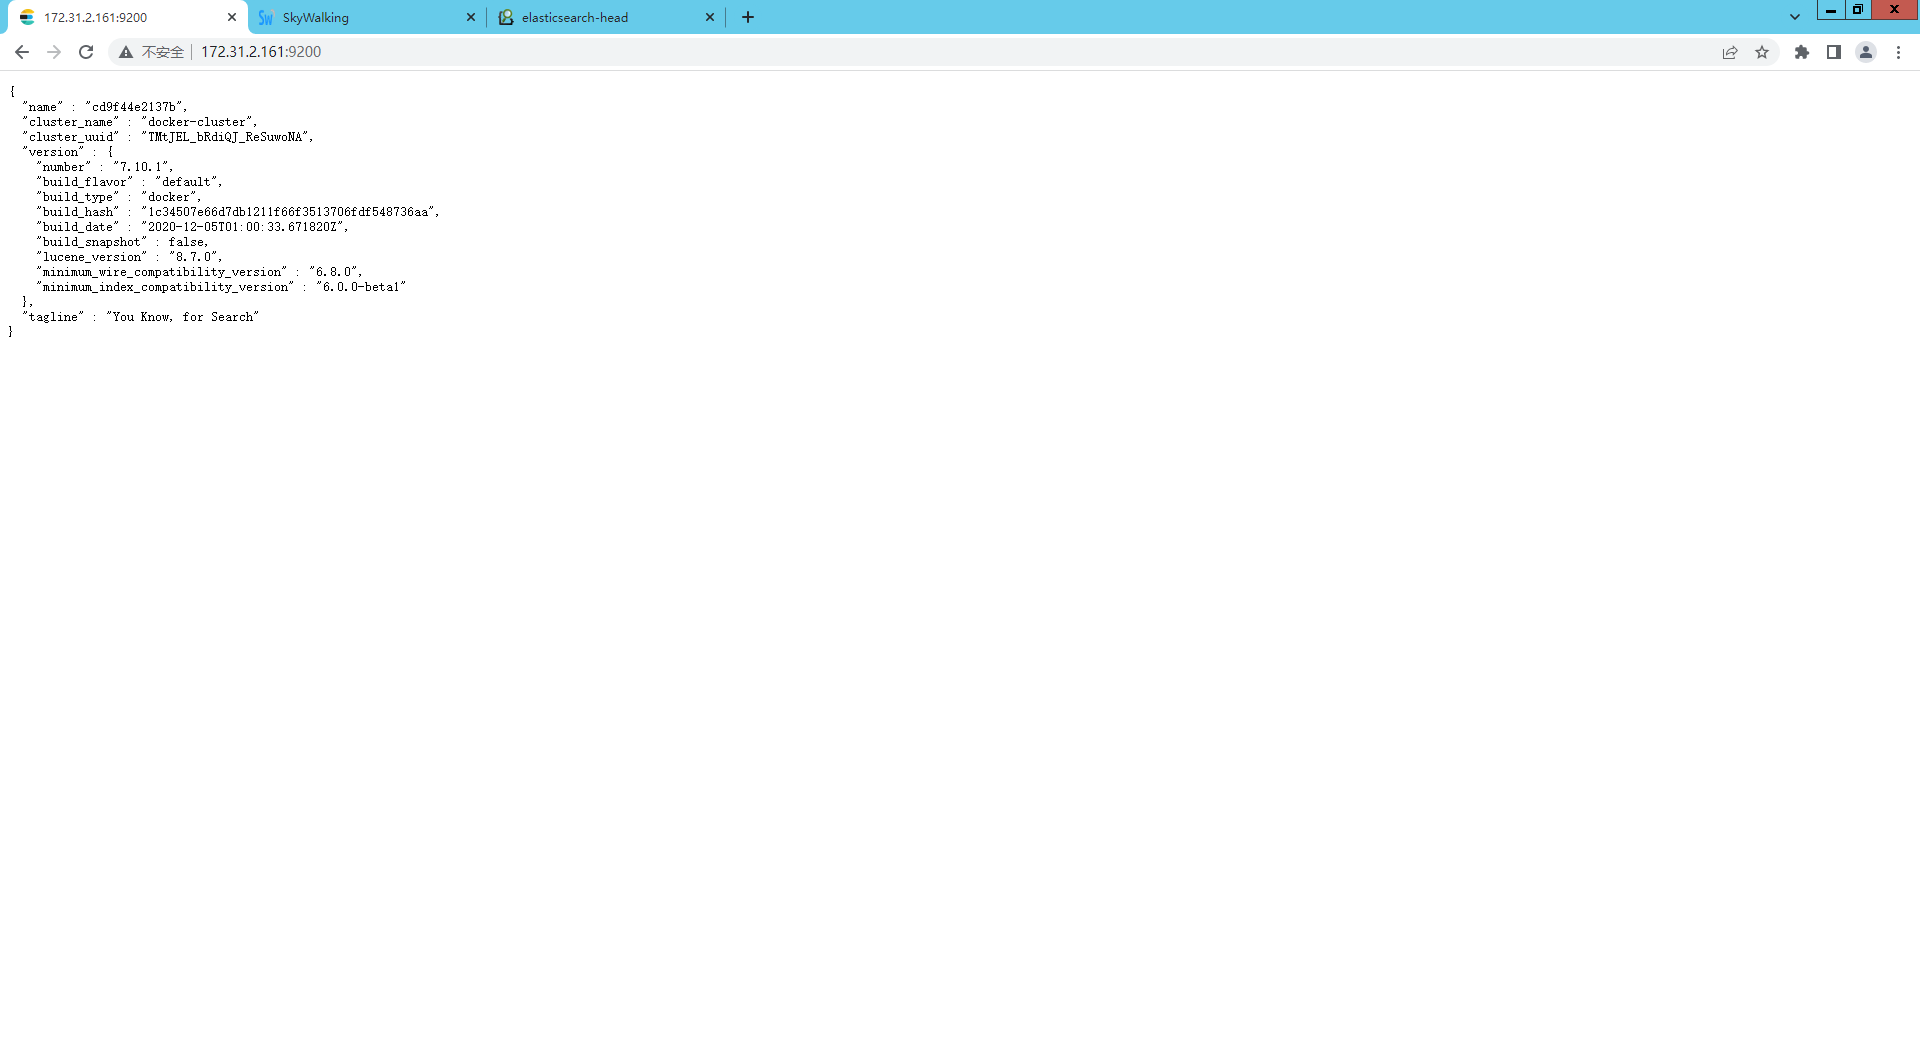 172.31.2.161:9200
SkyWalking
elasticsearch-head
不安全
172.31.2.161:9200
{
"name" : "cd9f44e2137b",
"cluster_name" : "docker-cluster",
"cluster_uuid" : "TMtJEL_bRdiQJ_ReSuwoNA",
"version" : {
"number" : "7.10.1",
"build_flavor" : "default",
"build_type" : "docker",
"build_hash" : "1c34507e66d7db1211f66f3513706fdf548736aa",
"build_date" : "2020-12-05T01:00:33.671820Z",
"build_snapshot" : false,
"lucene_version" : "8.7.0",
"minimum_wire_compatibility_version" : "6.8.0",
"minimum_index_compatibility_version" : "6.0.0-beta1"
},
"tagline" : "You Know, for Search"
}